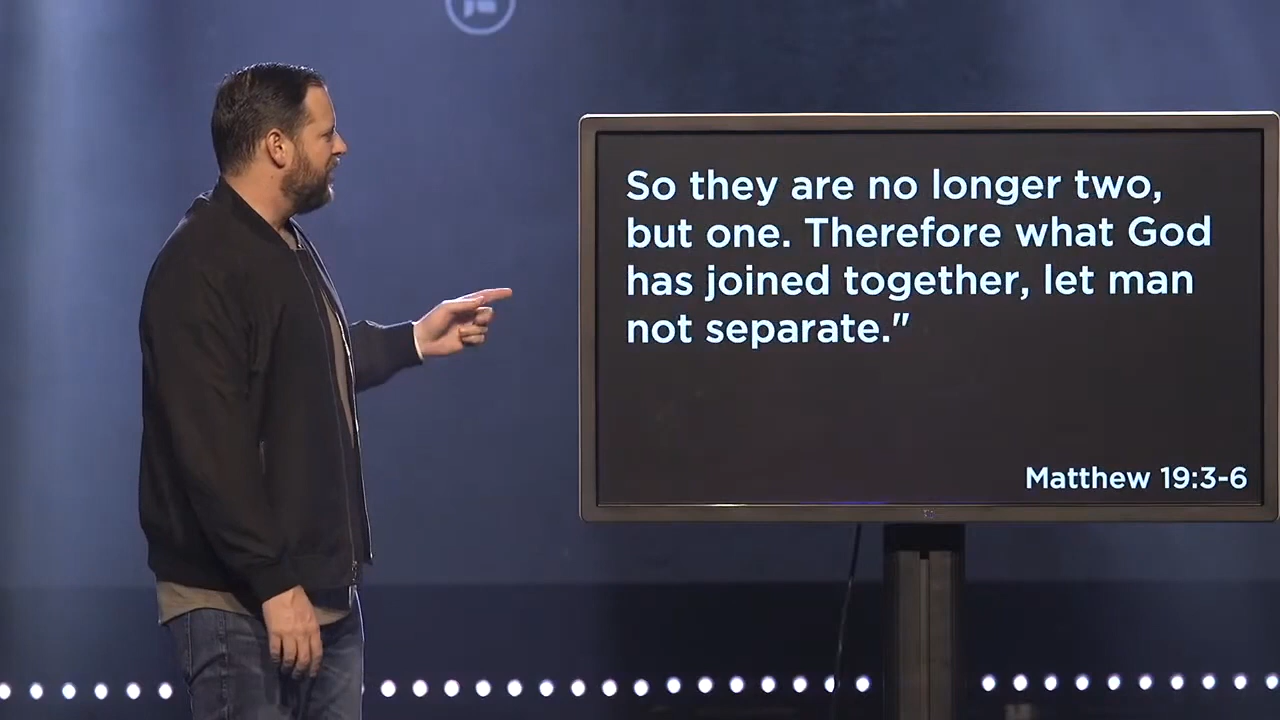 So they are no longer two,
but one. Therefore what God
has joined together, let man
not separate."
Matthew 19:3-6